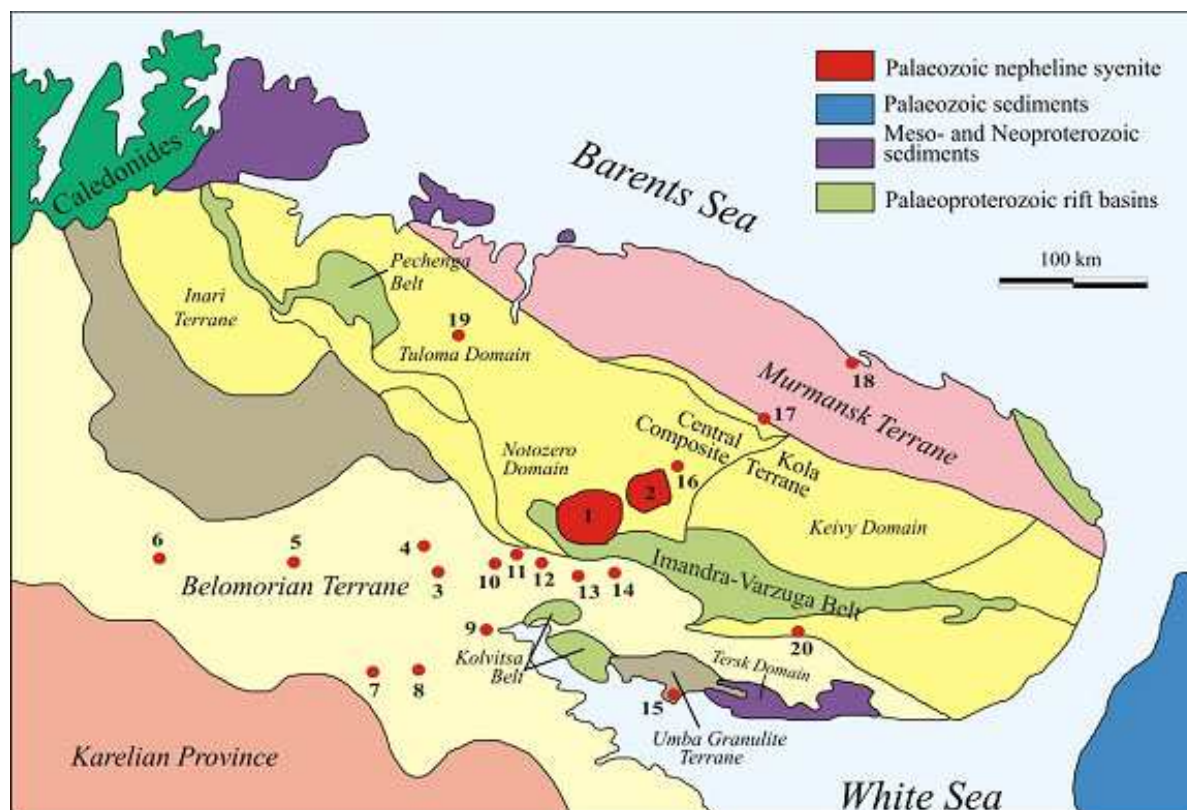 Palaeozoic nepheline syenite
Palaeozoic sediments
Meso- and Neoproterozoic
sediments
Palaeoproterozoic rift basins
100 km
Barents Sea
Caledonides
Pechenga
Belt
Inari
Terrane
19
Tuloma Domain
18
Murmansk Terrane
17
Central
Composite
Kola
Terrane
Notozero
Domain
16
2
1
Keivy Domain
6
5
4
3
10
11
12
13
14
Belomorian Terrane
Imandra-Varzuga Belt
9
Kolvitsa
Belt
20
Tersk Domain
7
8
15
Umba Granulite
Terrane
Karelian Province
White Sea